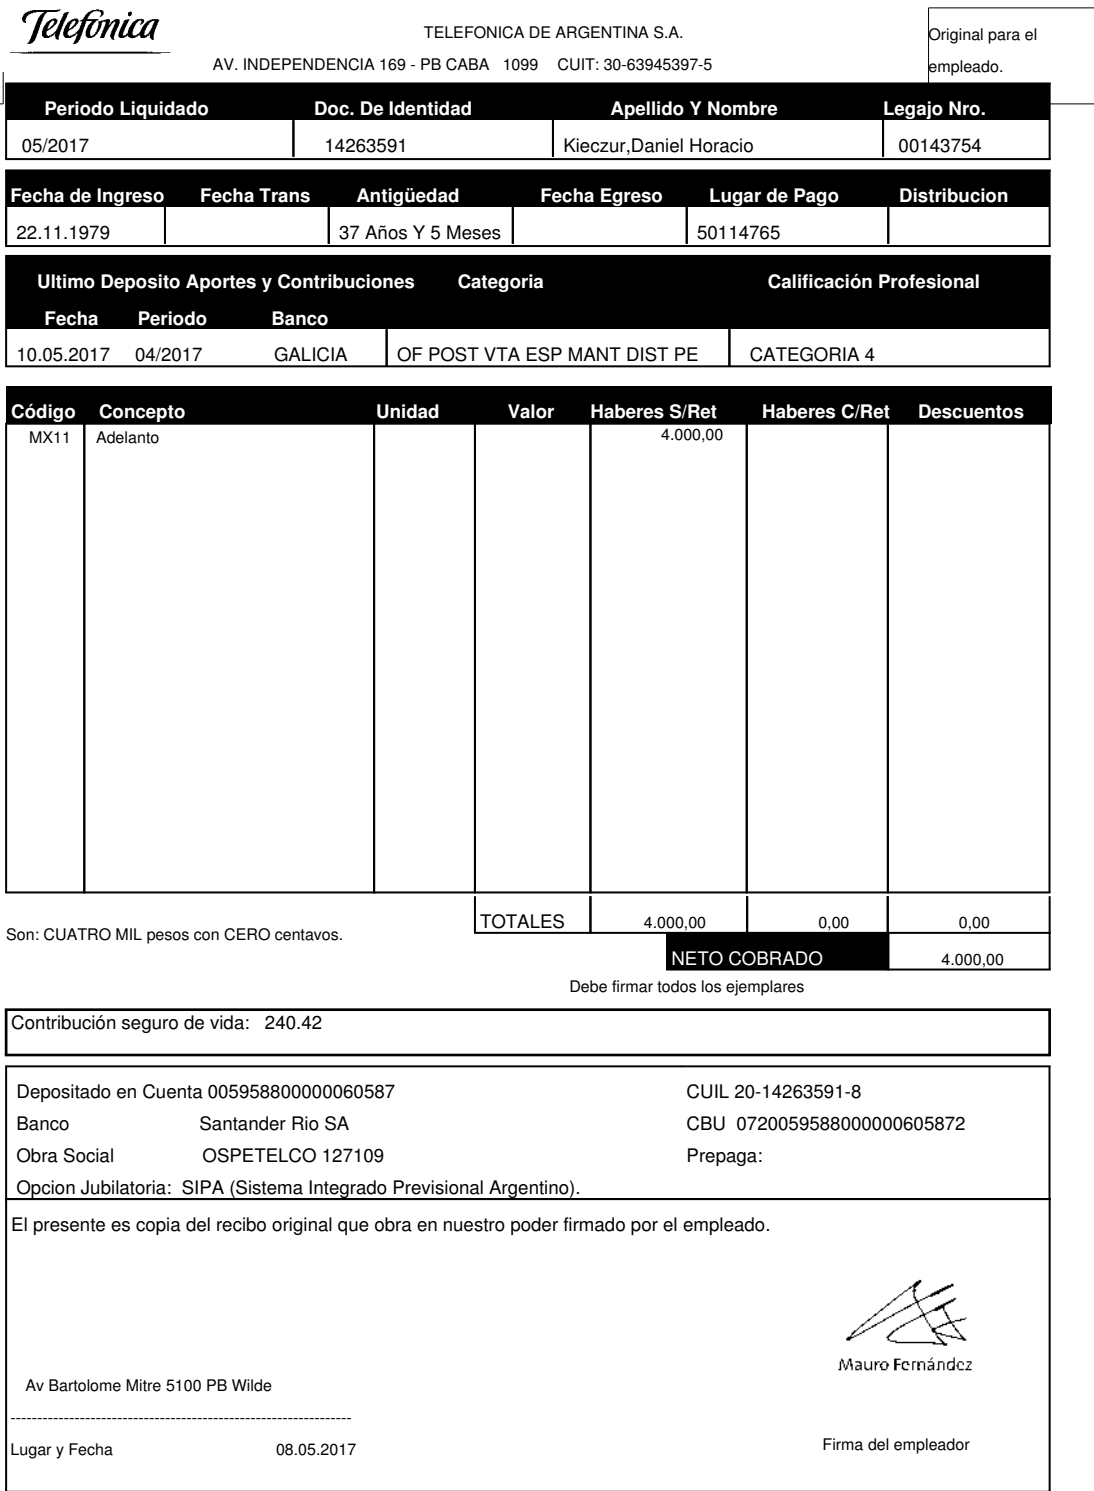 Telefónica
TELEFONICA DE ARGENTINA S.A.
AV. INDEPENDENCIA 169 - PB CABA 1099 CUIT: 30-63945397-5
Original para el
empleado.
Periodo Liquidado Doc. De Identidad Apellido Y Nombre Legajo Nro.
05/2017 14263591 Kieczur,Daniel Horacio 00143754
Fecha de Ingreso Fecha Trans Antigüedad Fecha Egreso Lugar de Pago Distribucion
22.11.1979 37 Años Y 5 Meses 50114765
Ultimo Deposito Aportes y Contribuciones Categoria Calificación Profesional
Fecha Periodo Banco
10.05.2017 04/2017 GALICIA OF POST VTA ESP MANT DIST PE CATEGORIA 4
Código Concepto Unidad Valor Haberes S/Ret Haberes C/Ret Descuentos
MX11 Adelanto 4.000,00
TOTALES 4.000,00 0,00 0,00
Son: CUATRO MIL pesos con CERO centavos.
NETO COBRADO 4.000,00
Debe firmar todos los ejemplares
Contribución seguro de vida: 240.42
Depositado en Cuenta 005958800000060587 CUIL 20-14263591-8
Banco Santander Rio SA CBU 0720059588000000605872
Obra Social OSPETELCO 127109 Prepaga:
Opcion Jubilatoria: SIPA (Sistema Integrado Previsional Argentino).
El presente es copia del recibo original que obra en nuestro poder firmado por el empleado.
Mauro Fernández
Av Bartolome Mitre 5100 PB Wilde
----------------------------------------------------------------
Lugar y Fecha 08.05.2017 Firma del empleador